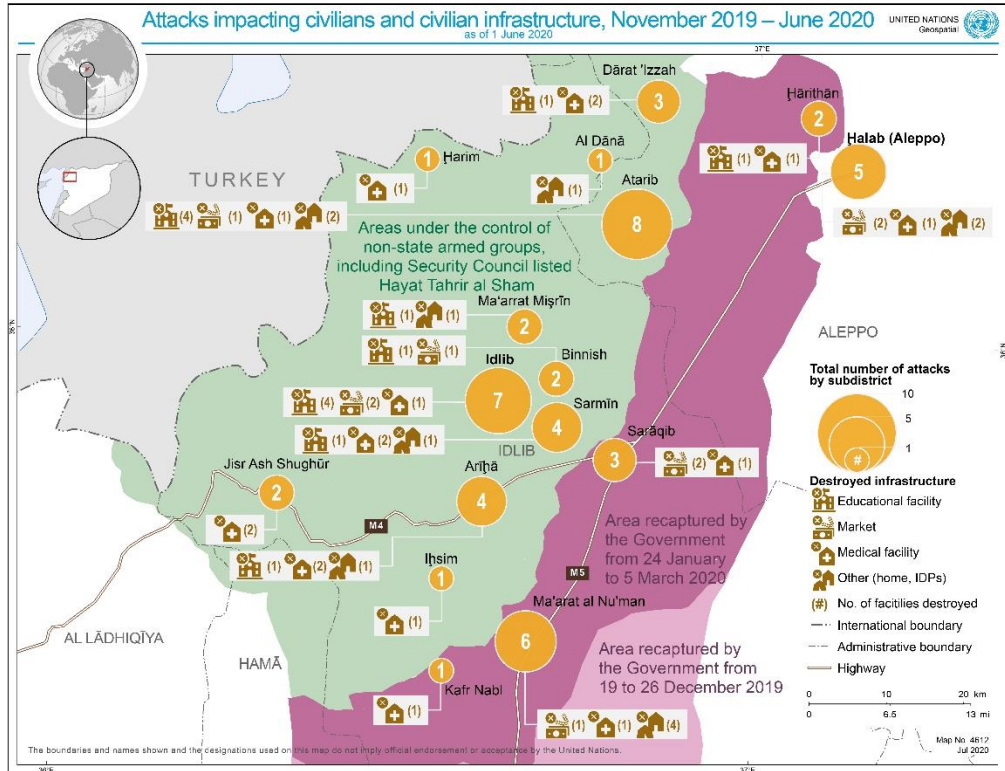 Attacks impacting civilians and civilian infrastructure, November 2019 – June 2020
as of 1 June 2020
UNITED NATIONS
Geospatial
37°E
Dārat ʻIzzah
3
(1) (2)
Ḩārithān
2
(1) (1)
Ḩalab (Aleppo)
5
(2) (1) (2)
Ḩarim
1
(1)
Al Dānā
1
(1)
TURKEY
Atarib
8
(4) (1) (1) (2)
Areas under the control of
non-state armed groups,
including Security Council listed
Hayat Tahrir al Sham
36°N
36°N
Ma'arrat Mişrīn
2
(1) (1)
Binnish
2
(1) (1)
Idlib
7
(4) (2) (1)
Sarmīn
4
(1) (2) (1)
IDLIB
ALEPPO
Sarāqib
3
(2) (1)
Jisr Ash Shughūr
2
(2)
Arīḩā
4
(1) (2) (1)
M4
M5
Area recaptured by
the Government
from 24 January
to 5 March 2020
Iḩsim
1
(1)
Ma'arat al Nu'man
6
(1) (1) (4)
Area recaptured by
the Government from
19 to 26 December 2019
Kafr Nabl
1
(1)
AL LĀDHIQĪYA
HAMĀ
Total number of attacks
by subdistrict
10
5
1
#
Destroyed infrastructure
Educational facility
Market
Medical facility
Other (home, IDPs)
(#) No. of facitilies destroyed
International boundary
Administrative boundary
Highway
0 10 20 km
0 6.5 13 mi
Map No. 4612
Jul 2020
The boundaries and names shown and the designations used on this map do not imply official endorsement or acceptance by the United Nations.
36°E
37°E